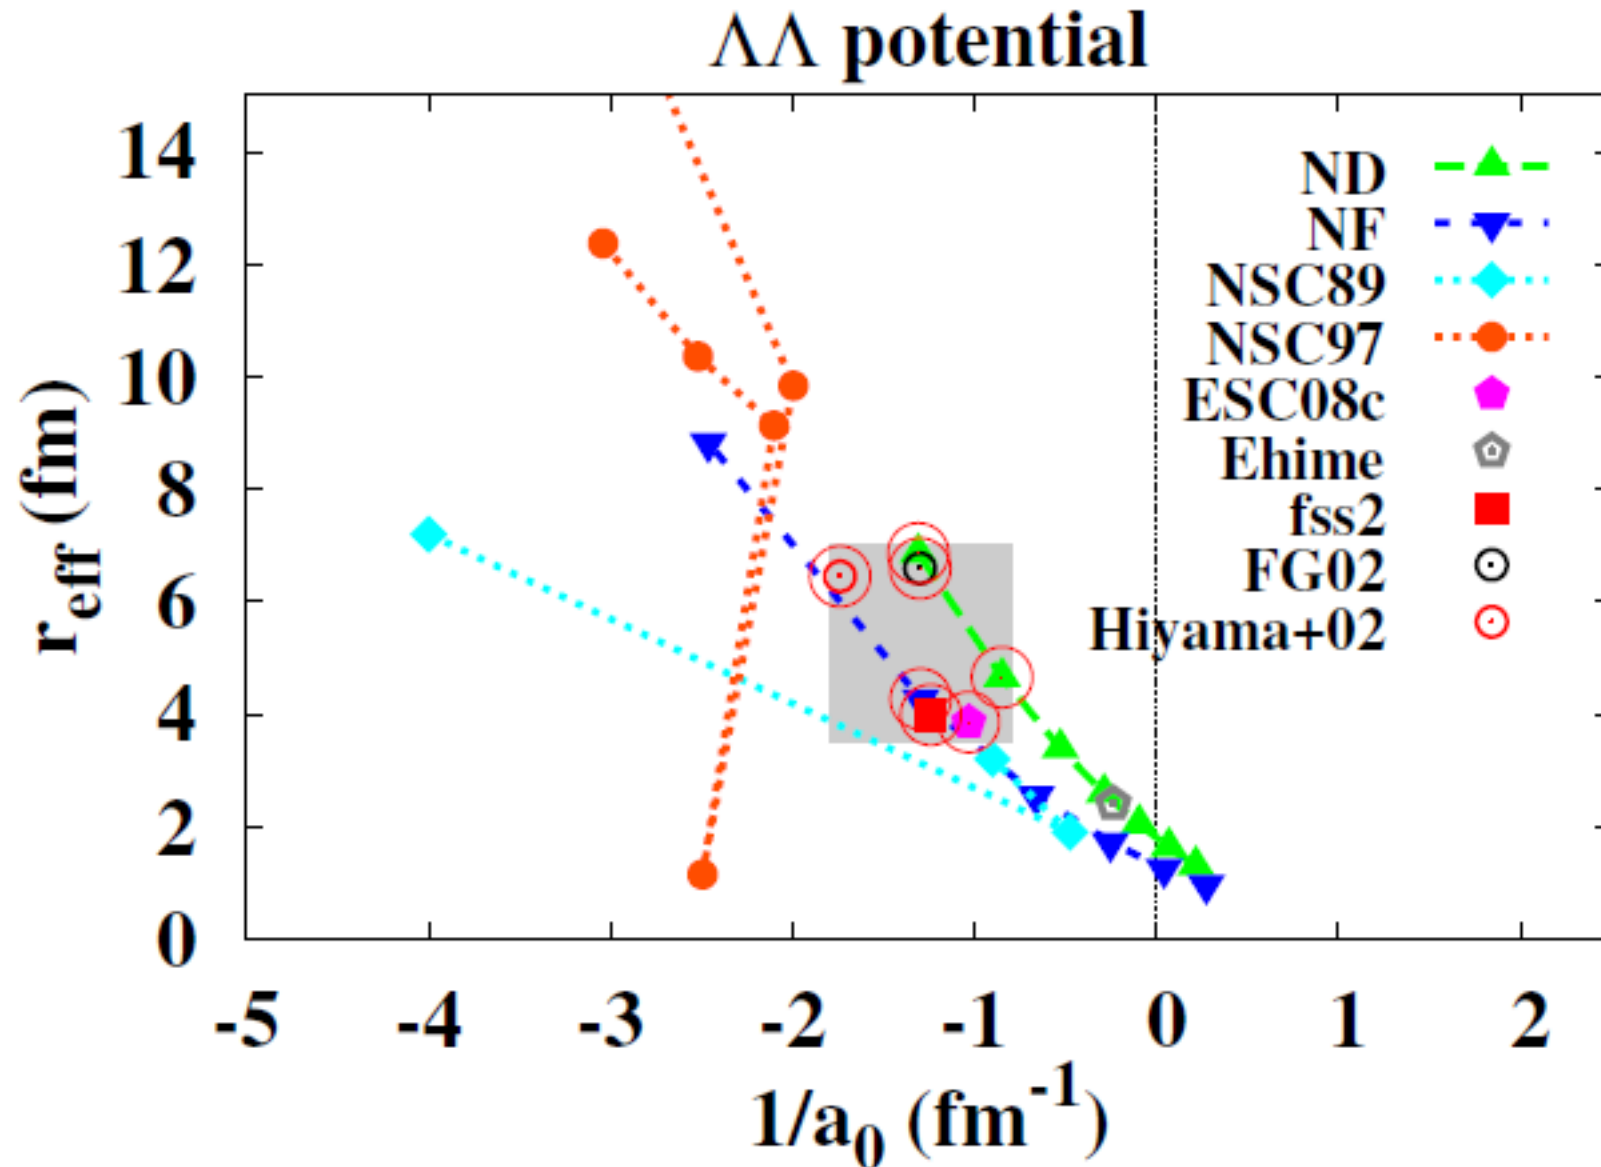 ΛΛ potential
r_eff (fm)
14
12
10
8
6
4
2
0
ND
NF
NSC89
NSC97
ESC08c
Ehime
fss2
FG02
Hiyama+02
-5 -4 -3 -2 -1 0 1 2
1/a_0 (fm^-1)